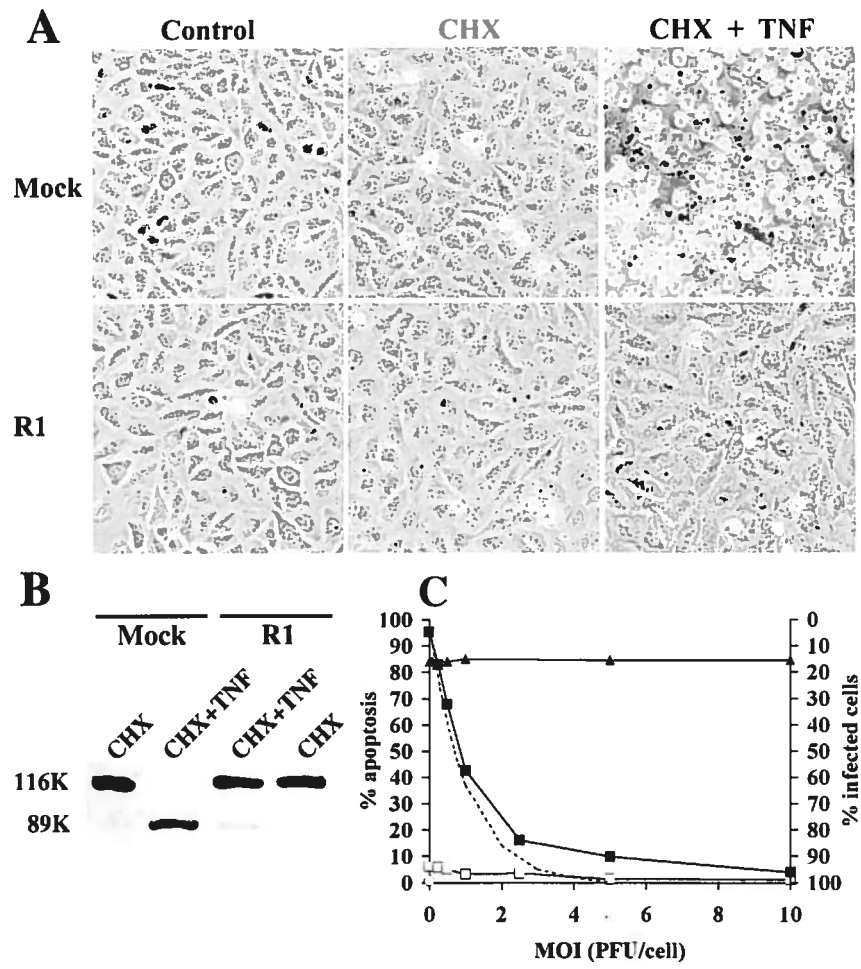 A
Control
CHX
CHX + TNF
Mock
R1
B
Mock
R1
CHX
CHX+TNF
CHX+TNF
CHX
116K
89K
C
100
90
80
70
60
50
40
30
20
10
0
% apoptosis
0
10
20
30
40
50
60
70
80
90
100
% infected cells
0
2
4
6
8
10
MOI (PFU/cell)